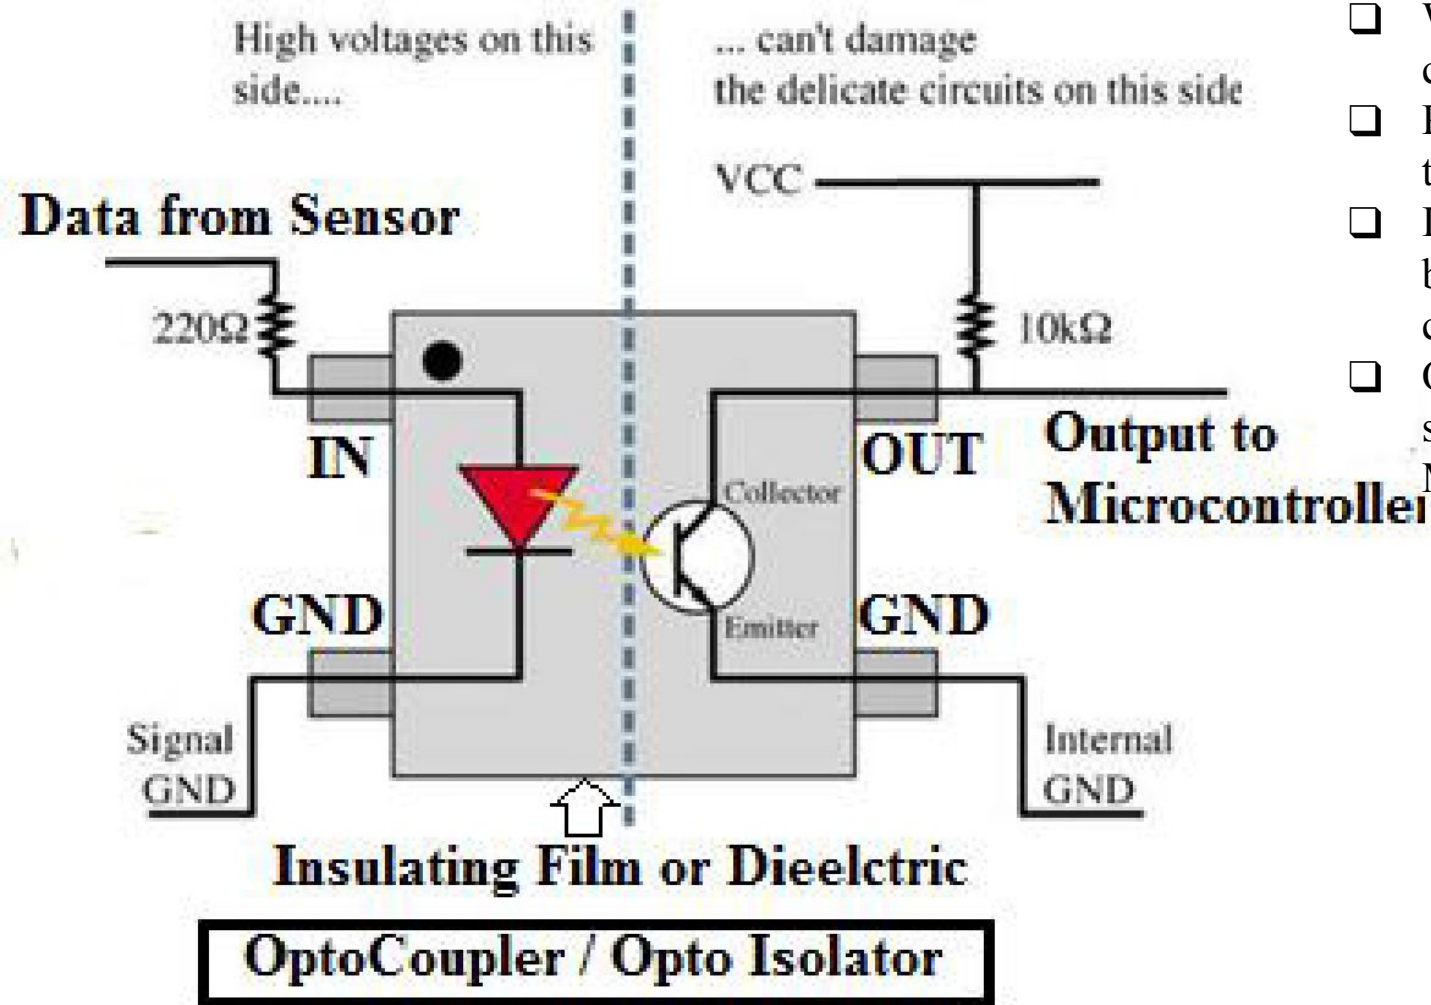 High voltages on this
side....
... can't damage
the delicate circuits on this side
VCC
Data from Sensor
220Ω
10kΩ
IN
OUT
Output to
Microcontroller
Collector
Emitter
GND
GND
Signal
GND
Internal
GND
Insulating Film or Dieelctric
OptoCoupler / Opto Isolator